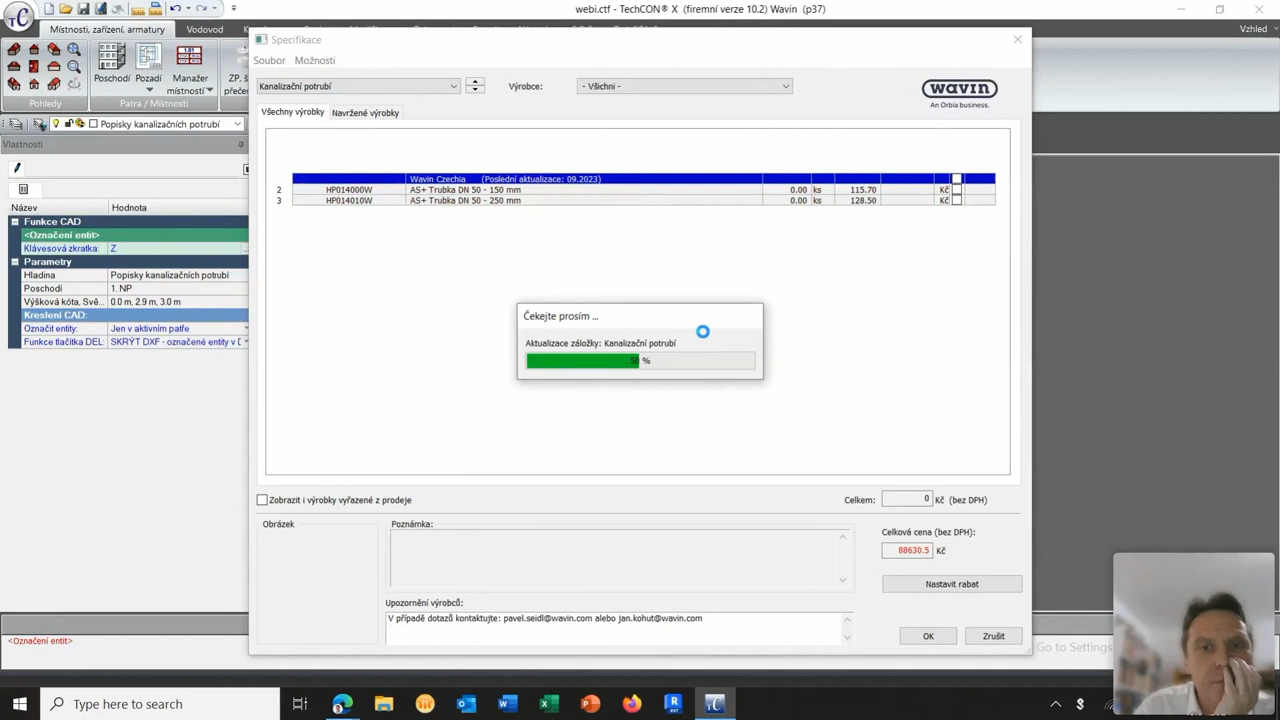 webi.ctf - TechCON® X (firemní verze 10.2) Wavin (p37)
Místnosti, zařízení, armatury
Vodovod
Vzhled
Poschodí
Pozadí
Manažer
místností
ZP, š
přečen
Pohledy
Patra / Místnosti
Popisky kanalizačních potrubí
Vlastnosti
Název
Hodnota
Funkce CAD
<Označení entit>
Klávesová zkratka:
Z
Parametry
Hladina
Popisky kanalizačních potrubí
Poschodí
1. NP
Výšková kóta, Svě...
0.0 m, 2.9 m, 3.0 m
Kreslení CAD:
Označit entity:
Jen v aktivním patře
Funkce tlačítka DEL:
SKRÝT DXF - označené entity v D
<Označení entit>
Specifikace
Soubor
Možnosti
Kanalizační potrubí
Výrobce:
- Všichni -
wavin
An Orbia business.
Všechny výrobky
Navržené výrobky
Wavin Czechia (Poslední aktualizace: 09.2023)
2 HP014000W AS+ Trubka DN 50 - 150 mm 0.00 ks 115.70 Kč
3 HP014010W AS+ Trubka DN 50 - 250 mm 0.00 ks 128.50 Kč
Čekejte prosím ...
Aktualizace záložky: Kanalizační potrubí
50 %
Zobrazit i výrobky vyřazené z prodeje
Celkem:
0
Kč (bez DPH)
Obrázek
Poznámka:
Celková cena (bez DPH):
88630.5
Kč
Nastavit rabat
Upozornění výrobců:
V případě dotazů kontaktujte: pavel.seidl@wavin.com alebo jan.kohut@wavin.com
OK
Zrušit
Go to Settings
Type here to search